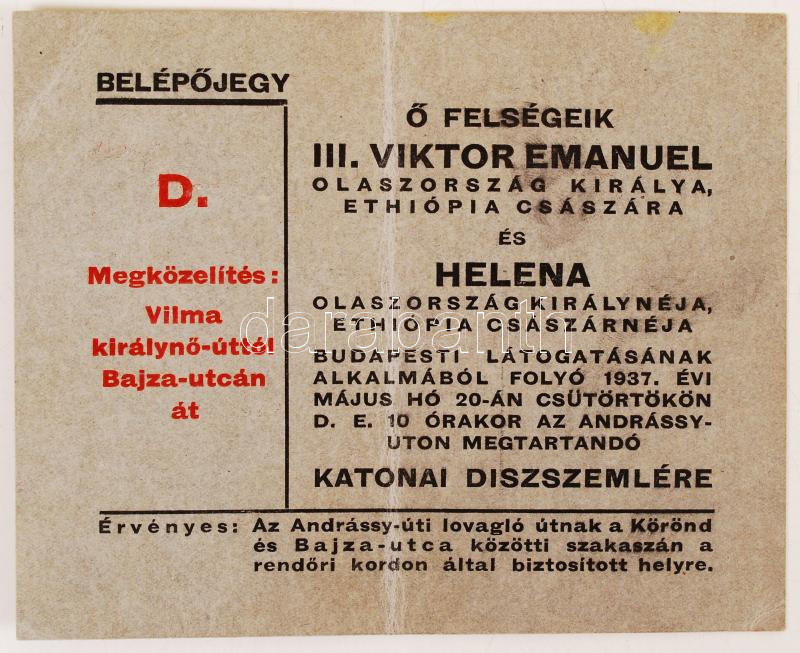 BELÉPŐJEGY
D.
Megközelítés:
Vilma
királynő-úttól
Bajza-utcán
át
Ő FELSÉGEIK
III. VIKTOR EMANUEL
OLASZORSZÁG KIRÁLYA,
ETHIÓPIA CSÁSZÁRA
ÉS
HELENA
OLASZORSZÁG KIRÁLYNÉJA,
ETHIÓPIA CSÁSZÁRNÉJA
BUDAPESTI LÁTOGATÁSÁNAK
ALKALMÁBÓL FOLYÓ 1937. ÉVI
MÁJUS HÓ 20-ÁN CSÜTÖRTÖKÖN
D. E. 10 ÓRAKOR AZ ANDRÁSSY-
UTON MEGTARTANDÓ
KATONAI DISZSZEMLÉRE
Érvényes: Az Andrássy-úti lovagló útnak a Körönd
és Bajza-utca közötti szakaszán a
rendőri kordon által biztosított helyre.
darabanth